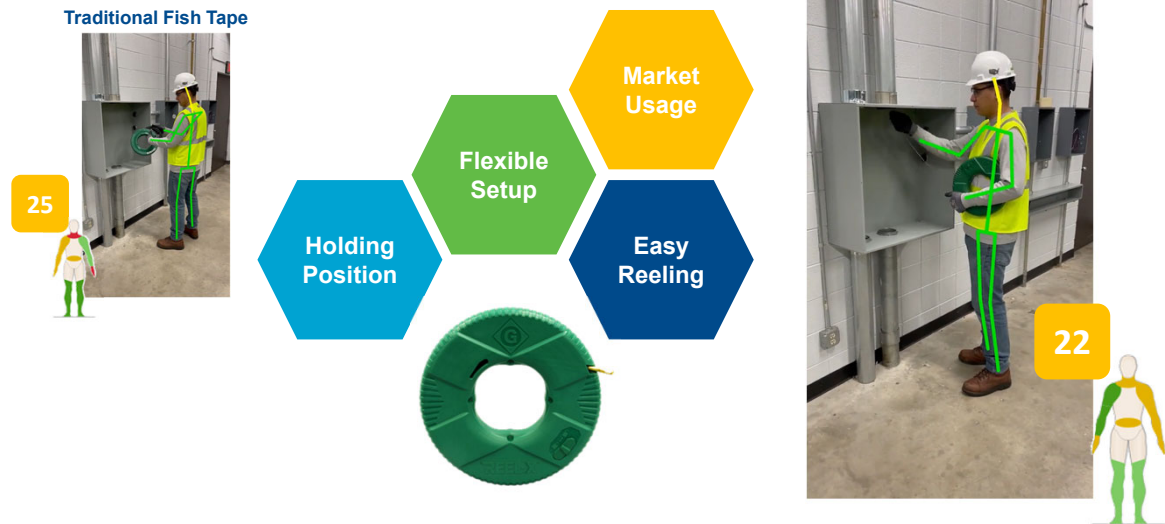 Traditional Fish Tape
25
Holding
Position
Flexible
Setup
Market
Usage
Easy
Reeling
G
22